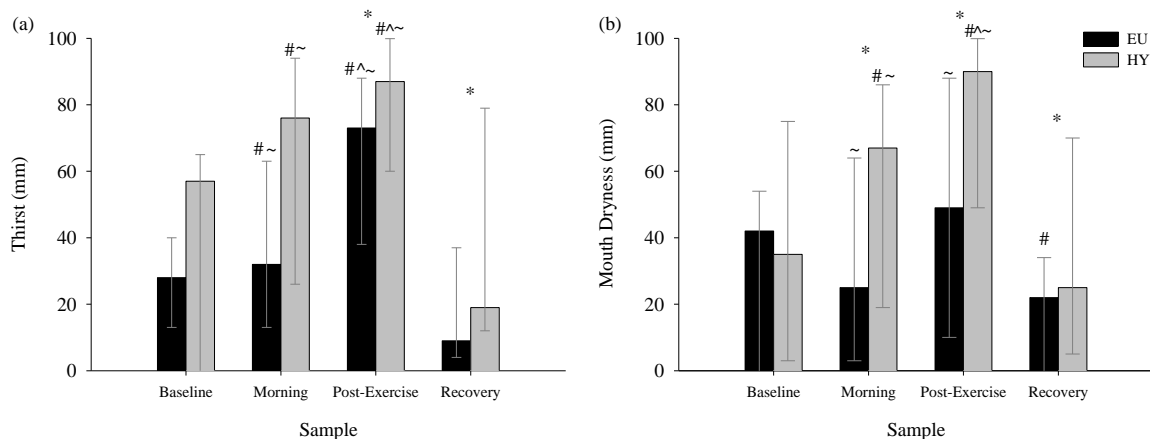 (a)
*
#^~
#~
#^~
*
#~
100
80
60
40
20
0
Thirst (mm)
Baseline Morning Post-Exercise Recovery
Sample
(b)
*
#^~
*
#~
~
*
~
#
100
80
60
40
20
0
Mouth Dryness (mm)
Baseline Morning Post-Exercise Recovery
Sample
EU
HY